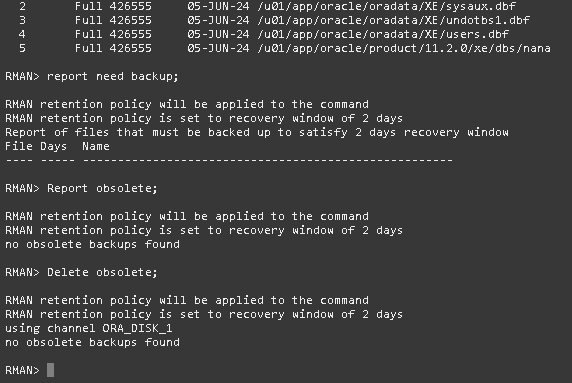 2 Full 426555 05-JUN-24 /u01/app/oracle/oradata/XE/sysaux.dbf
3 Full 426555 05-JUN-24 /u01/app/oracle/oradata/XE/undotbs1.dbf
4 Full 426555 05-JUN-24 /u01/app/oracle/oradata/XE/users.dbf
5 Full 426555 05-JUN-24 /u01/app/oracle/product/11.2.0/xe/dbs/nana
RMAN> report need backup;
RMAN retention policy will be applied to the command
RMAN retention policy is set to recovery window of 2 days
Report of files that must be backed up to satisfy 2 days recovery window
File Days  Name
---- ----- -----------------------------------------------------
RMAN> Report obsolete;
RMAN retention policy will be applied to the command
RMAN retention policy is set to recovery window of 2 days
no obsolete backups found
RMAN> Delete obsolete;
RMAN retention policy will be applied to the command
RMAN retention policy is set to recovery window of 2 days
using channel ORA_DISK_1
no obsolete backups found
RMAN>